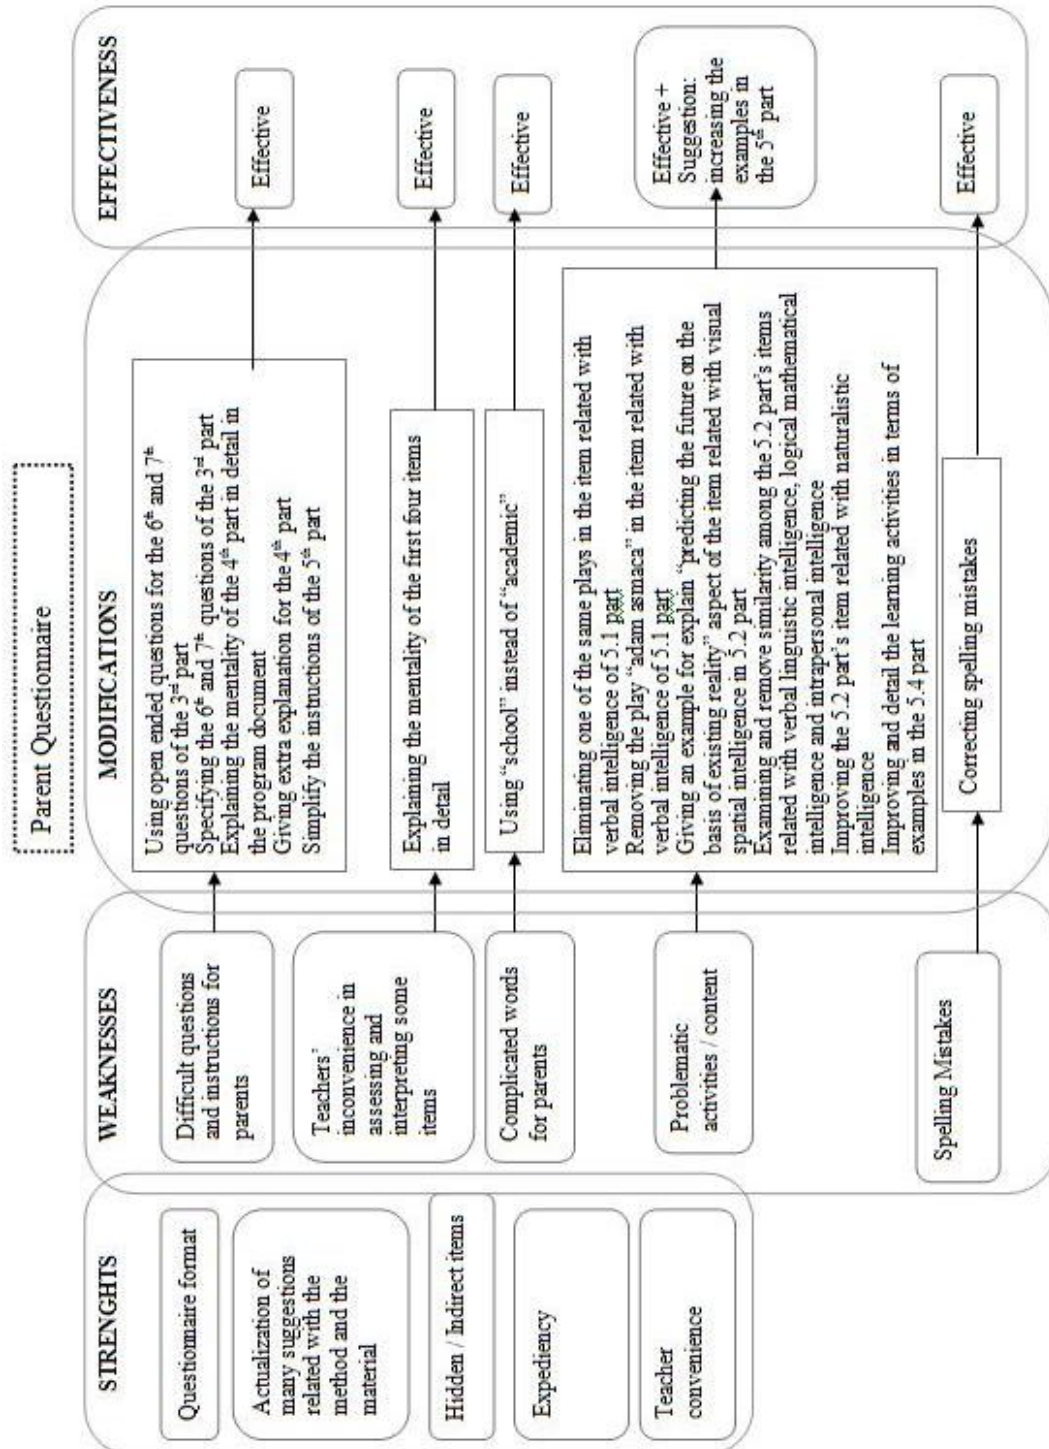 Parent Questionnaire
STRENGHTS
Questionnaire format
Actualization of
many suggestions
related with the
method and the
material
Hidden / Indirect items
Expediency
Teacher
convenience
WEAKNESSES
Difficult questions
and instructions for
parents
Teachers'
inconvenience in
assessing and
interpreting some
items
Complicated words
for parents
Problematic
activities / content
Spelling Mistakes
MODIFICATIONS
Using open ended questions for the 6th and 7th
questions of the 3rd part
Specifying the 6th and 7th questions of the 3rd part
Explaining the mentality of the 4th part in detail in
the program document
Giving extra explanation for the 4th part
Simplify the instructions of the 5th part
Explaining the mentality of the first four items
in detail
Using "school" instead of "academic"
Eliminating one of the same plays in the item related with
verbal intelligence of 5.1 part
Removing the play "adam asmaca" in the item related with
verbal intelligence of 5.1 part
Giving an example for explain "predicting the future on the
basis of existing reality" aspect of the item related with visual
spatial intelligence in 5.2 part
Examining and remove similarity among the 5.2 part's items
related with verbal linguistic intelligence, logical mathematical
intelligence and intrapersonal intelligence
Improving the 5.2 part's item related with naturalistic
intelligence
Improving and detail the learning activities in terms of
examples in the 5.4 part
Correcting spelling mistakes
EFFECTIVENESS
Effective
Effective
Effective
Effective +
Suggestion:
increasing the
examples in
the 5th part
Effective